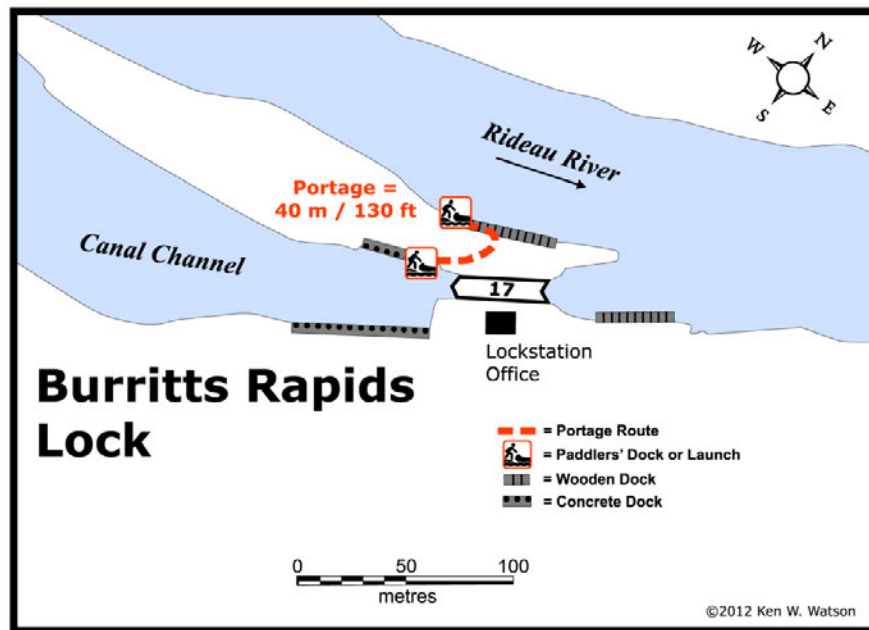 N
W
E
S
Rideau River
Portage =
40 m / 130 ft
Canal Channel
17
Lockstation
Office
Burritts Rapids
Lock
= Portage Route
= Paddlers' Dock or Launch
= Wooden Dock
= Concrete Dock
0 50 100
metres
©2012 Ken W. Watson